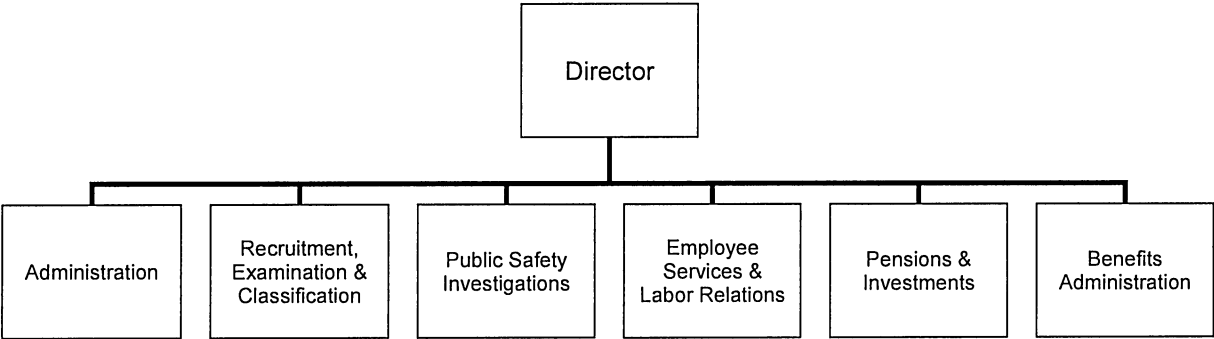 Director
Administration
Recruitment,
Examination &
Classification
Public Safety
Investigations
Employee
Services &
Labor Relations
Pensions &
Investments
Benefits
Administration